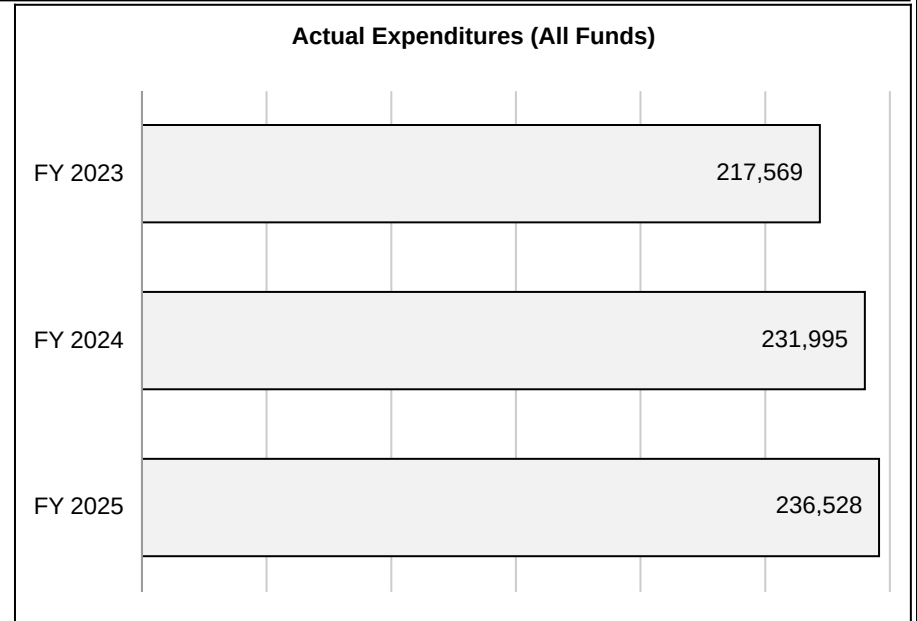 Actual Expenditures (All Funds)
FY 2023
217,569
FY 2024
231,995
FY 2025
236,528